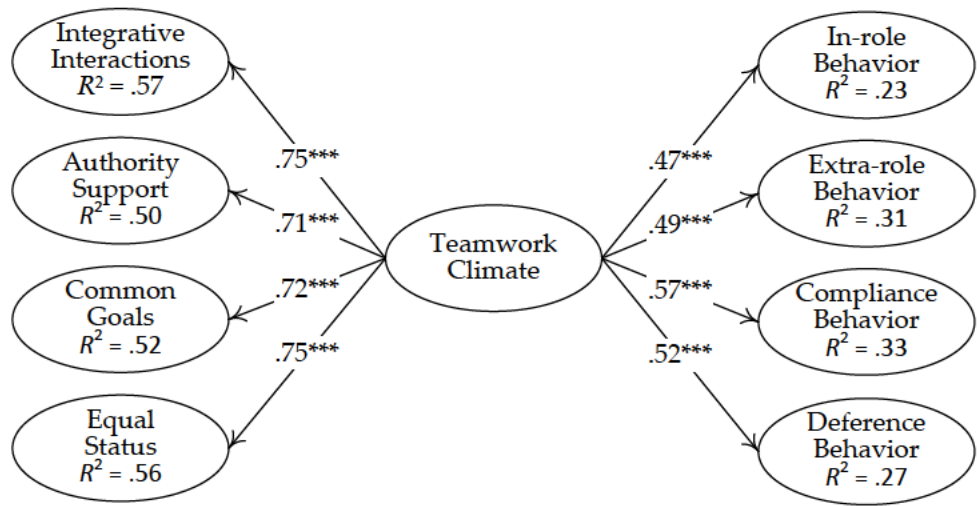 Integrative
Interactions
R² = .57
Authority
Support
R² = .50
Common
Goals
R² = .52
Equal
Status
R² = .56
.75***
.71***
.72***
.75***
Teamwork
Climate
.47***
.49***
.57***
.52***
In-role
Behavior
R² = .23
Extra-role
Behavior
R² = .31
Compliance
Behavior
R² = .33
Deference
Behavior
R² = .27